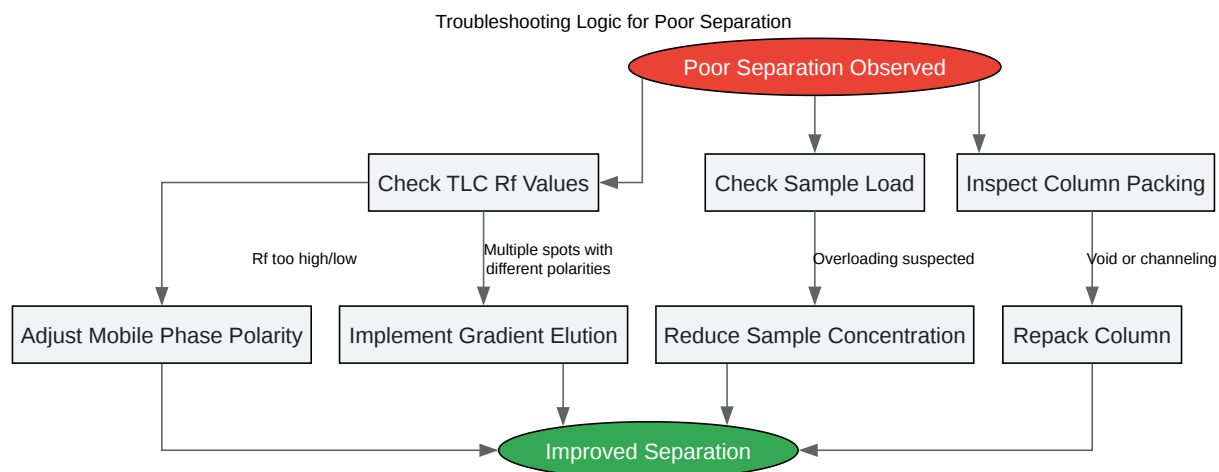 Troubleshooting Logic for Poor Separation
Poor Separation Observed
Check TLC Rf Values
Check Sample Load
Inspect Column Packing
Rf too high/low
Multiple spots with
different polarities
Overloading suspected
Void or channeling
Adjust Mobile Phase Polarity
Implement Gradient Elution
Reduce Sample Concentration
Repack Column
Improved Separation